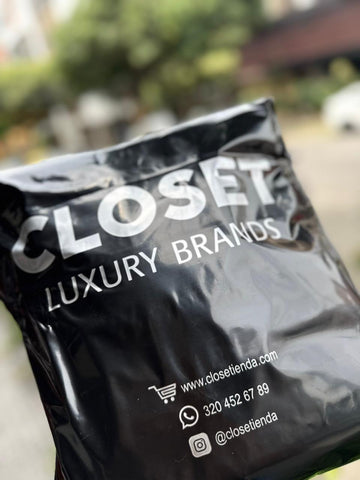 CLOSET
LUXURY BRANDS
www.closetienda.com
320 452 67 89
@closetienda